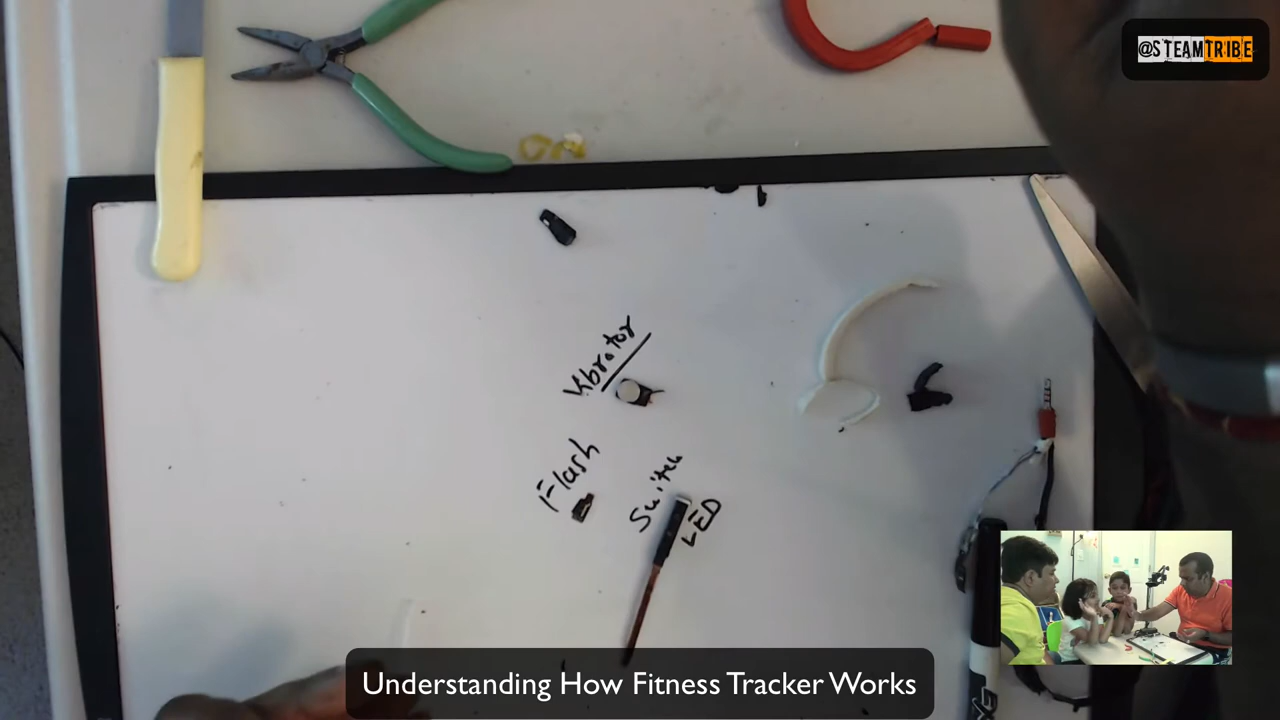 @STEAMTRIBE
Vibrator
Flash
Switch
LED
Understanding How Fitness Tracker Works